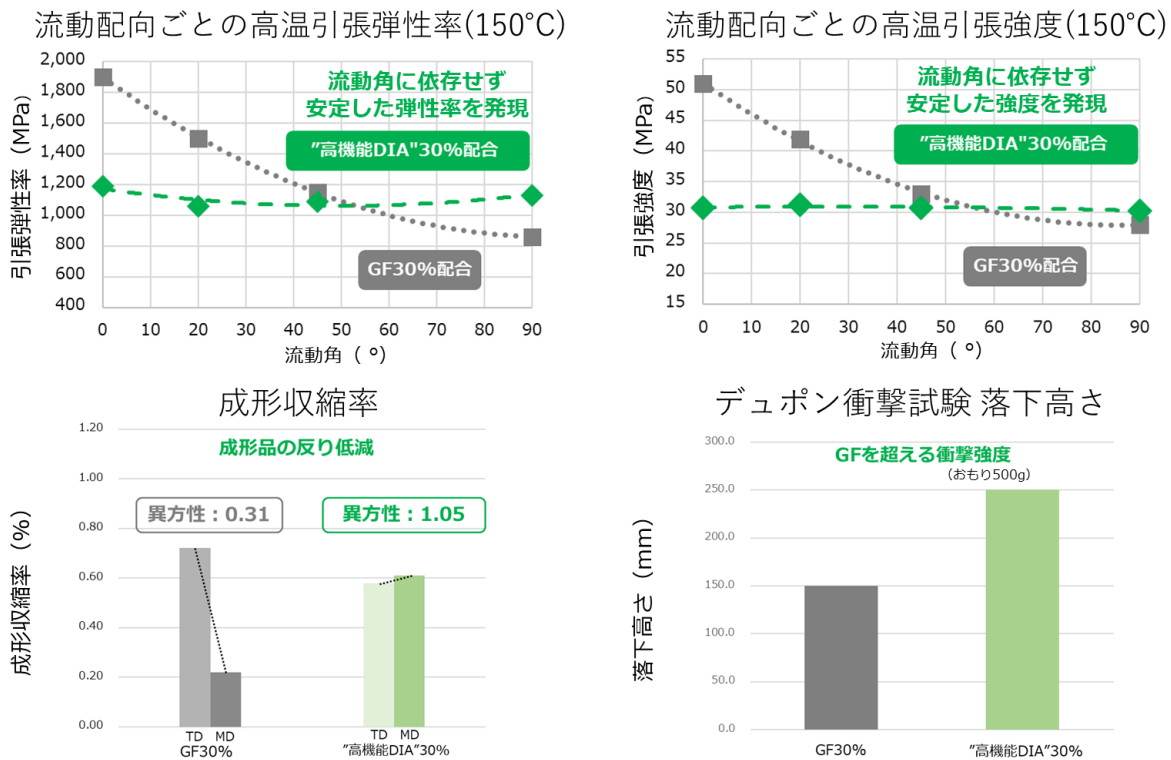 流動配向ごとの高温引張弾性率(150°C)
2,000
1,800
1,600
1,400
1,200
1,000
800
600
400
引張弾性率（MPa）
流動角に依存せず
安定した弾性率を発現
”高機能DIA"30%配合
GF30%配合
0 10 20 30 40 50 60 70 80 90
流動角（ °）
流動配向ごとの高温引張強度(150°C)
55
50
45
40
35
30
25
20
15
引張強度（MPa）
流動角に依存せず
安定した強度を発現
”高機能DIA"30%配合
GF30%配合
0 10 20 30 40 50 60 70 80 90
流動角（ °）
成形収縮率
1.20
1.00
0.80
0.60
0.40
0.20
0.00
成形収縮率（%）
成形品の反り低減
異方性：0.31
異方性：1.05
TD MD
GF30%
TD MD
”高機能DIA”30%
デュポン衝撃試験 落下高さ
300.0
250.0
200.0
150.0
100.0
50.0
0.0
落下高さ（mm）
GFを超える衝撃強度
（おもり500g）
GF30%
”高機能DIA”30%